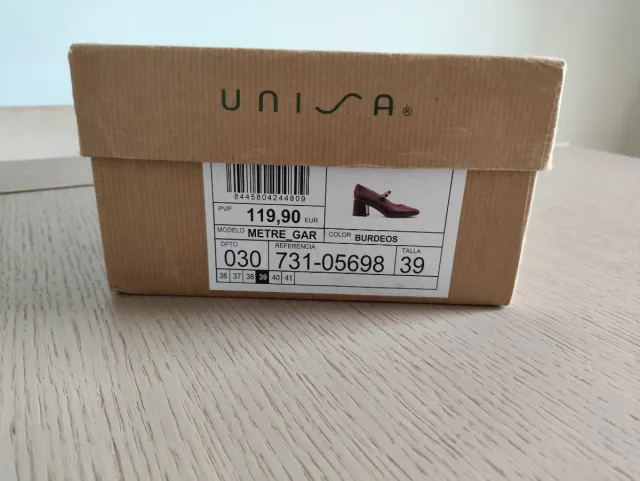 UNISA®
8445804244809
PVP 119,90 EUR
MODELO METRE_GAR COLOR BURDEOS
DPTO REFERENCIA TALLA
030 731-05698 39
36 37 38 39 40 41